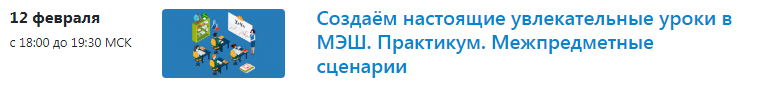 12 февраля
с 18:00 до 19:30 МСК
Создаём настоящие увлекательные уроки в
МЭШ. Практикум. Межпредметные
сценарии